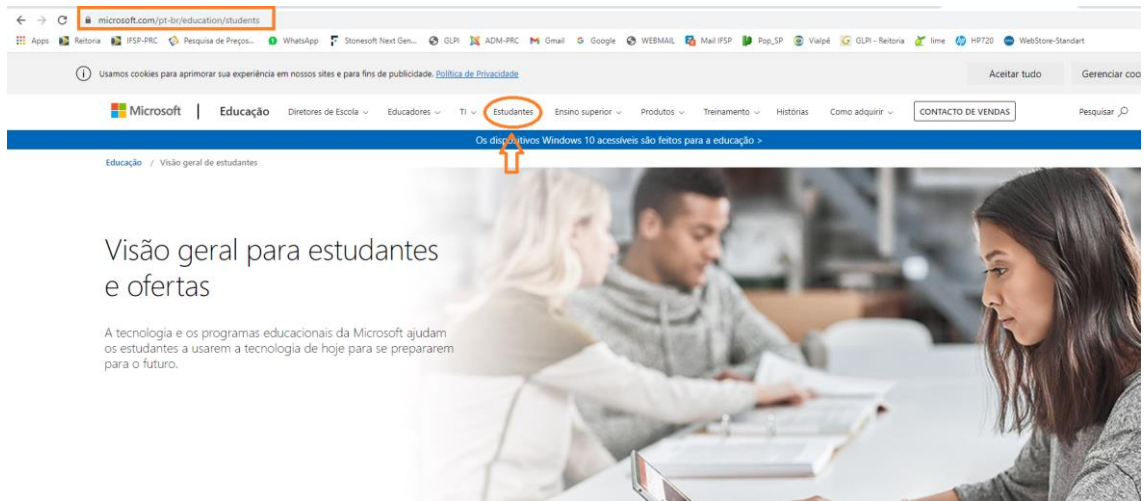 microsoft.com/pt-br/education/students
Apps Reitoria IFSP-PRC Pesquisa de Preços... WhatsApp Stonesoft Next Gen... GLPI ADM-PRC Gmail Google WEBMAIL Mail IFSP Pop_SP Vialpê GLPI - Reitoria lime HP720 WebStore-Standart
Usamos cookies para aprimorar sua experiência em nossos sites e para fins de publicidade. Política de Privacidade Aceitar tudo Gerenciar coo
Microsoft | Educação Diretores de Escola Educadores TI Estudantes Ensino superior Produtos Treinamento Histórias Como adquirir CONTACTO DE VENDAS Pesquisar
Os dispositivos Windows 10 acessíveis são feitos para a educação >
Educação / Visão geral de estudantes
Visão geral para estudantes
e ofertas
A tecnologia e os programas educacionais da Microsoft ajudam
os estudantes a usarem a tecnologia de hoje para se prepararem
para o futuro.